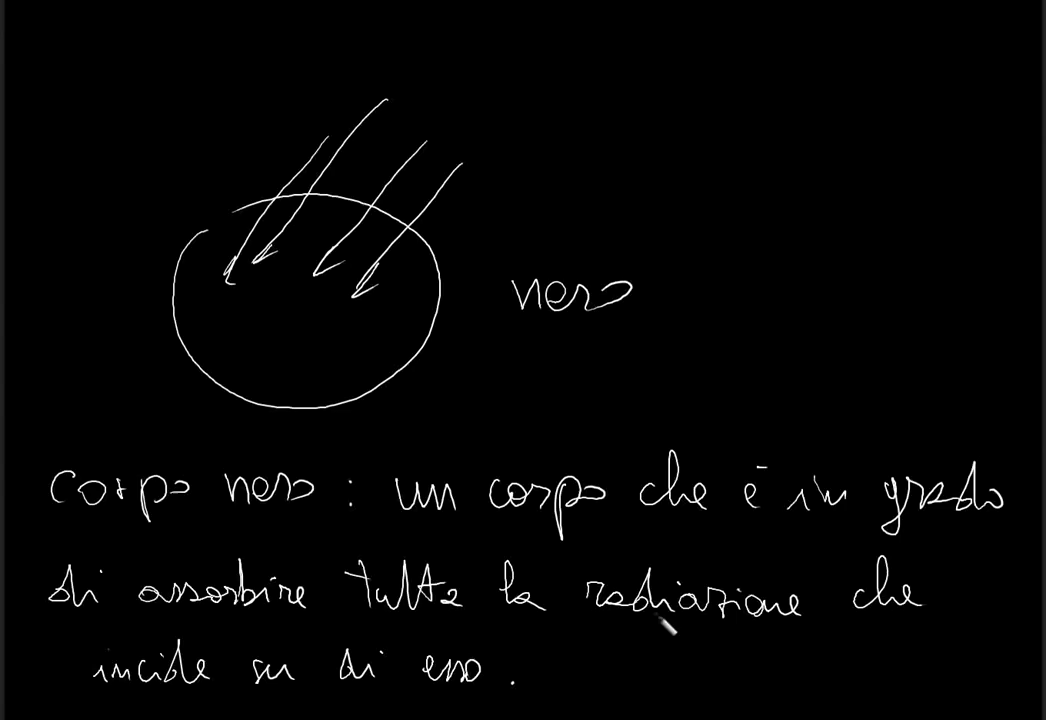 nero
corpo nero : un corpo che è in grado
di assorbire tutta la radiazione che
incide su di esso .